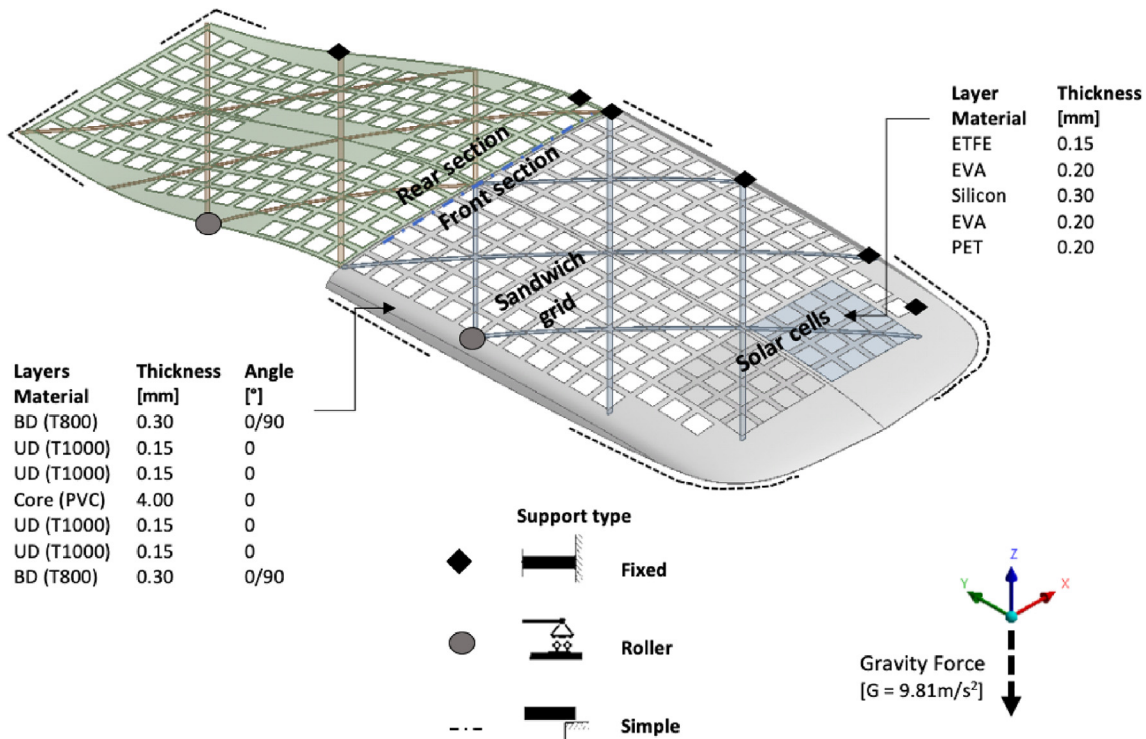 Layer Thickness
Material [mm]
ETFE 0.15
EVA 0.20
Silicon 0.30
EVA 0.20
PET 0.20
Rear section
Front section
Sandwich
grid
Solar cells
Layers Thickness Angle
Material [mm] [°]
BD (T800) 0.30 0/90
UD (T1000) 0.15 0
UD (T1000) 0.15 0
Core (PVC) 4.00 0
UD (T1000) 0.15 0
UD (T1000) 0.15 0
BD (T800) 0.30 0/90
Support type
Fixed
Roller
Simple
Z
Y
X
Gravity Force
[G = 9.81m/s²]